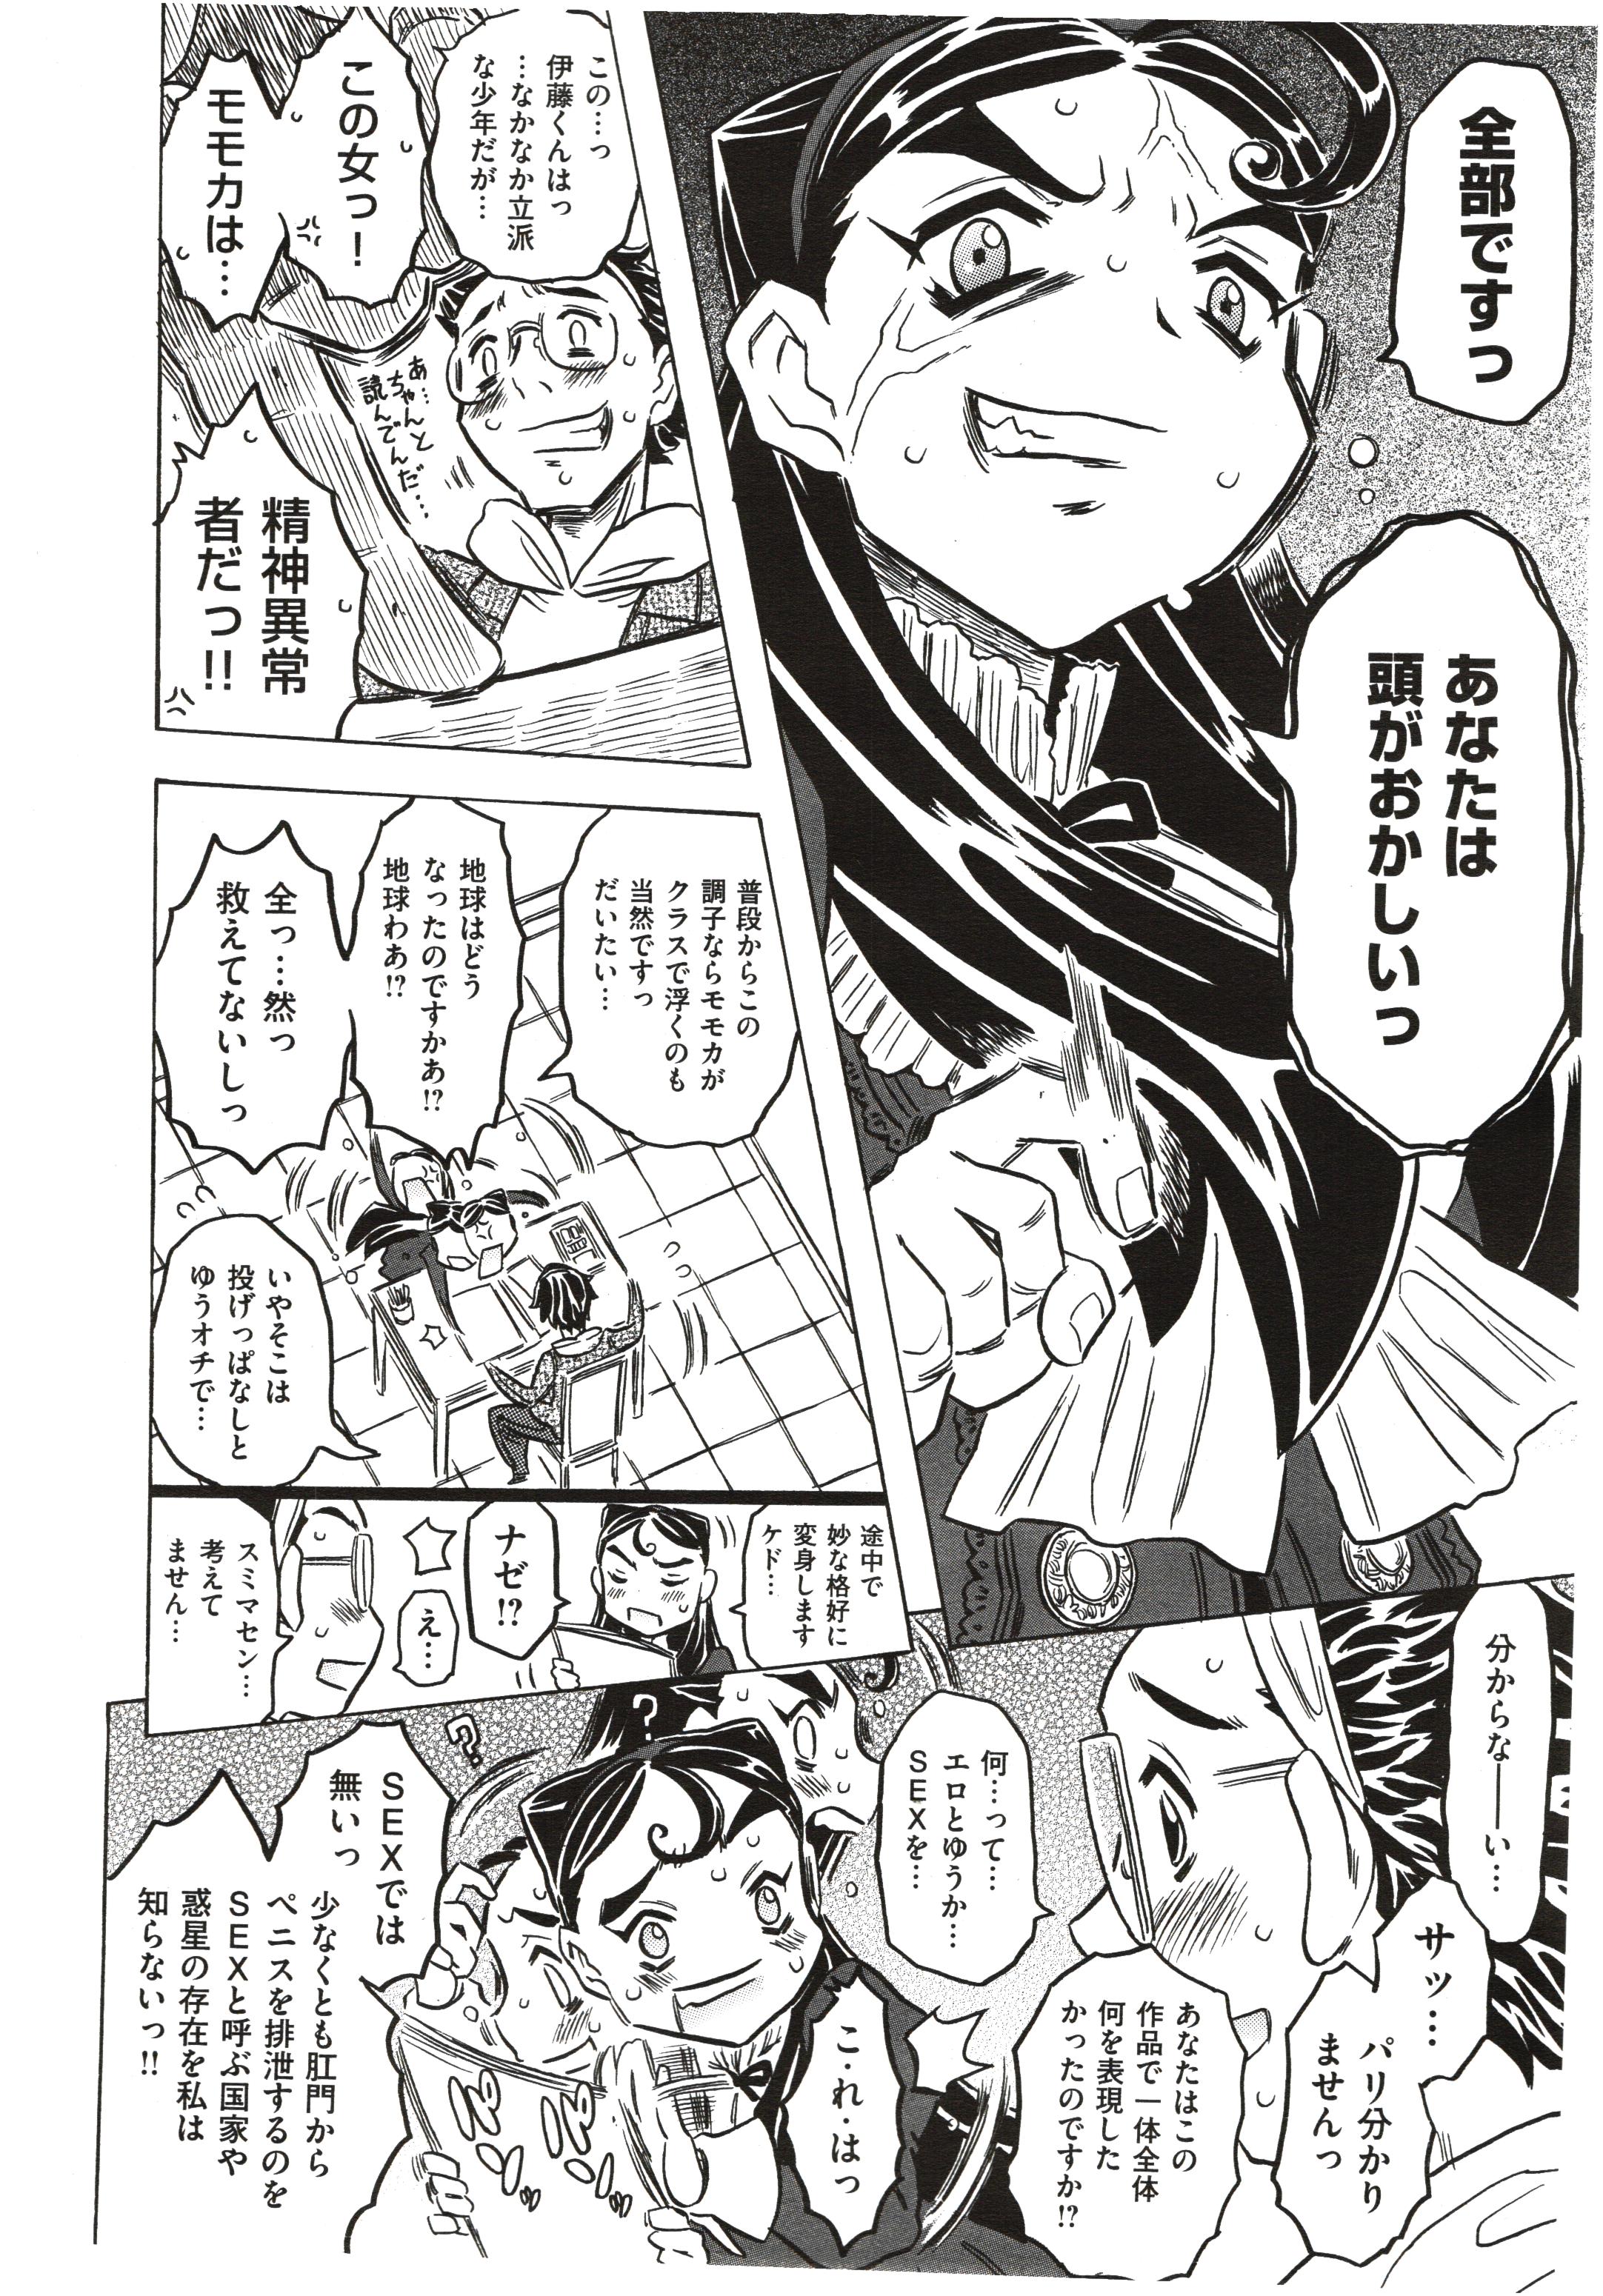 全部ですっ
あなたは
頭がおかしいっ
この…っ
伊藤くんはっ
…なかなか立派
な少年だが…
この女っ！
モモカは…
あ…
ちゃんと
読んでんだ…
精神異常
者だっ!!
普段からこの
調子ならモモカが
クラスで浮くのも
当然ですっ
だいたい…
地球はどう
なったのですかあ!?
地球わあ!?
全っ…然っ
救えてないしっ
いやそこは
投げっぱなしと
ゆうオチで…
途中で
妙な格好に
変身します
ケド…
ナゼ!?
え…
スミマセン…
考えて
ません…
分からな――い…
サッ…
パリ分かり
ませんっ
あなたはこの
作品で一体全体
何を表現した
かったのですか!?
何…って…
エロとゆうか…
SEXを…
こ・れ・はっ
SEXでは
無いっ
少なくとも肛門から
ペニスを排泄するのを
SEXと呼ぶ国家や
惑星の存在を私は
知らないっ!!